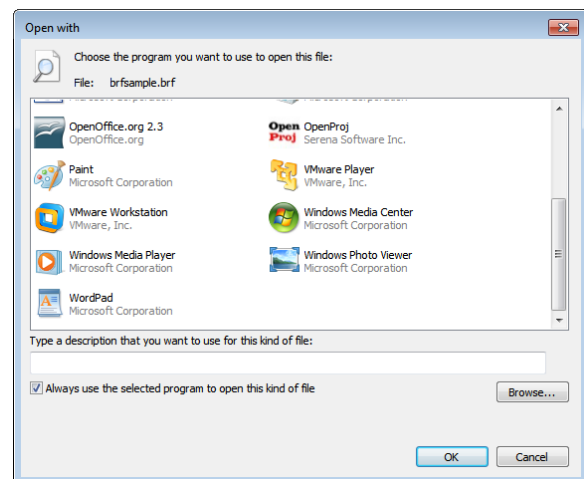 Open with
Choose the program you want to use to open this file:
File: brfsample.brf
OpenOffice.org 2.3
OpenOffice.org
Open Proj
OpenProj
Serena Software Inc.
Paint
Microsoft Corporation
VMware Player
VMware, Inc.
VMware Workstation
VMware, Inc.
Windows Media Center
Microsoft Corporation
Windows Media Player
Microsoft Corporation
Windows Photo Viewer
Microsoft Corporation
WordPad
Microsoft Corporation
Type a description that you want to use for this kind of file:
Always use the selected program to open this kind of file
Browse...
OK
Cancel